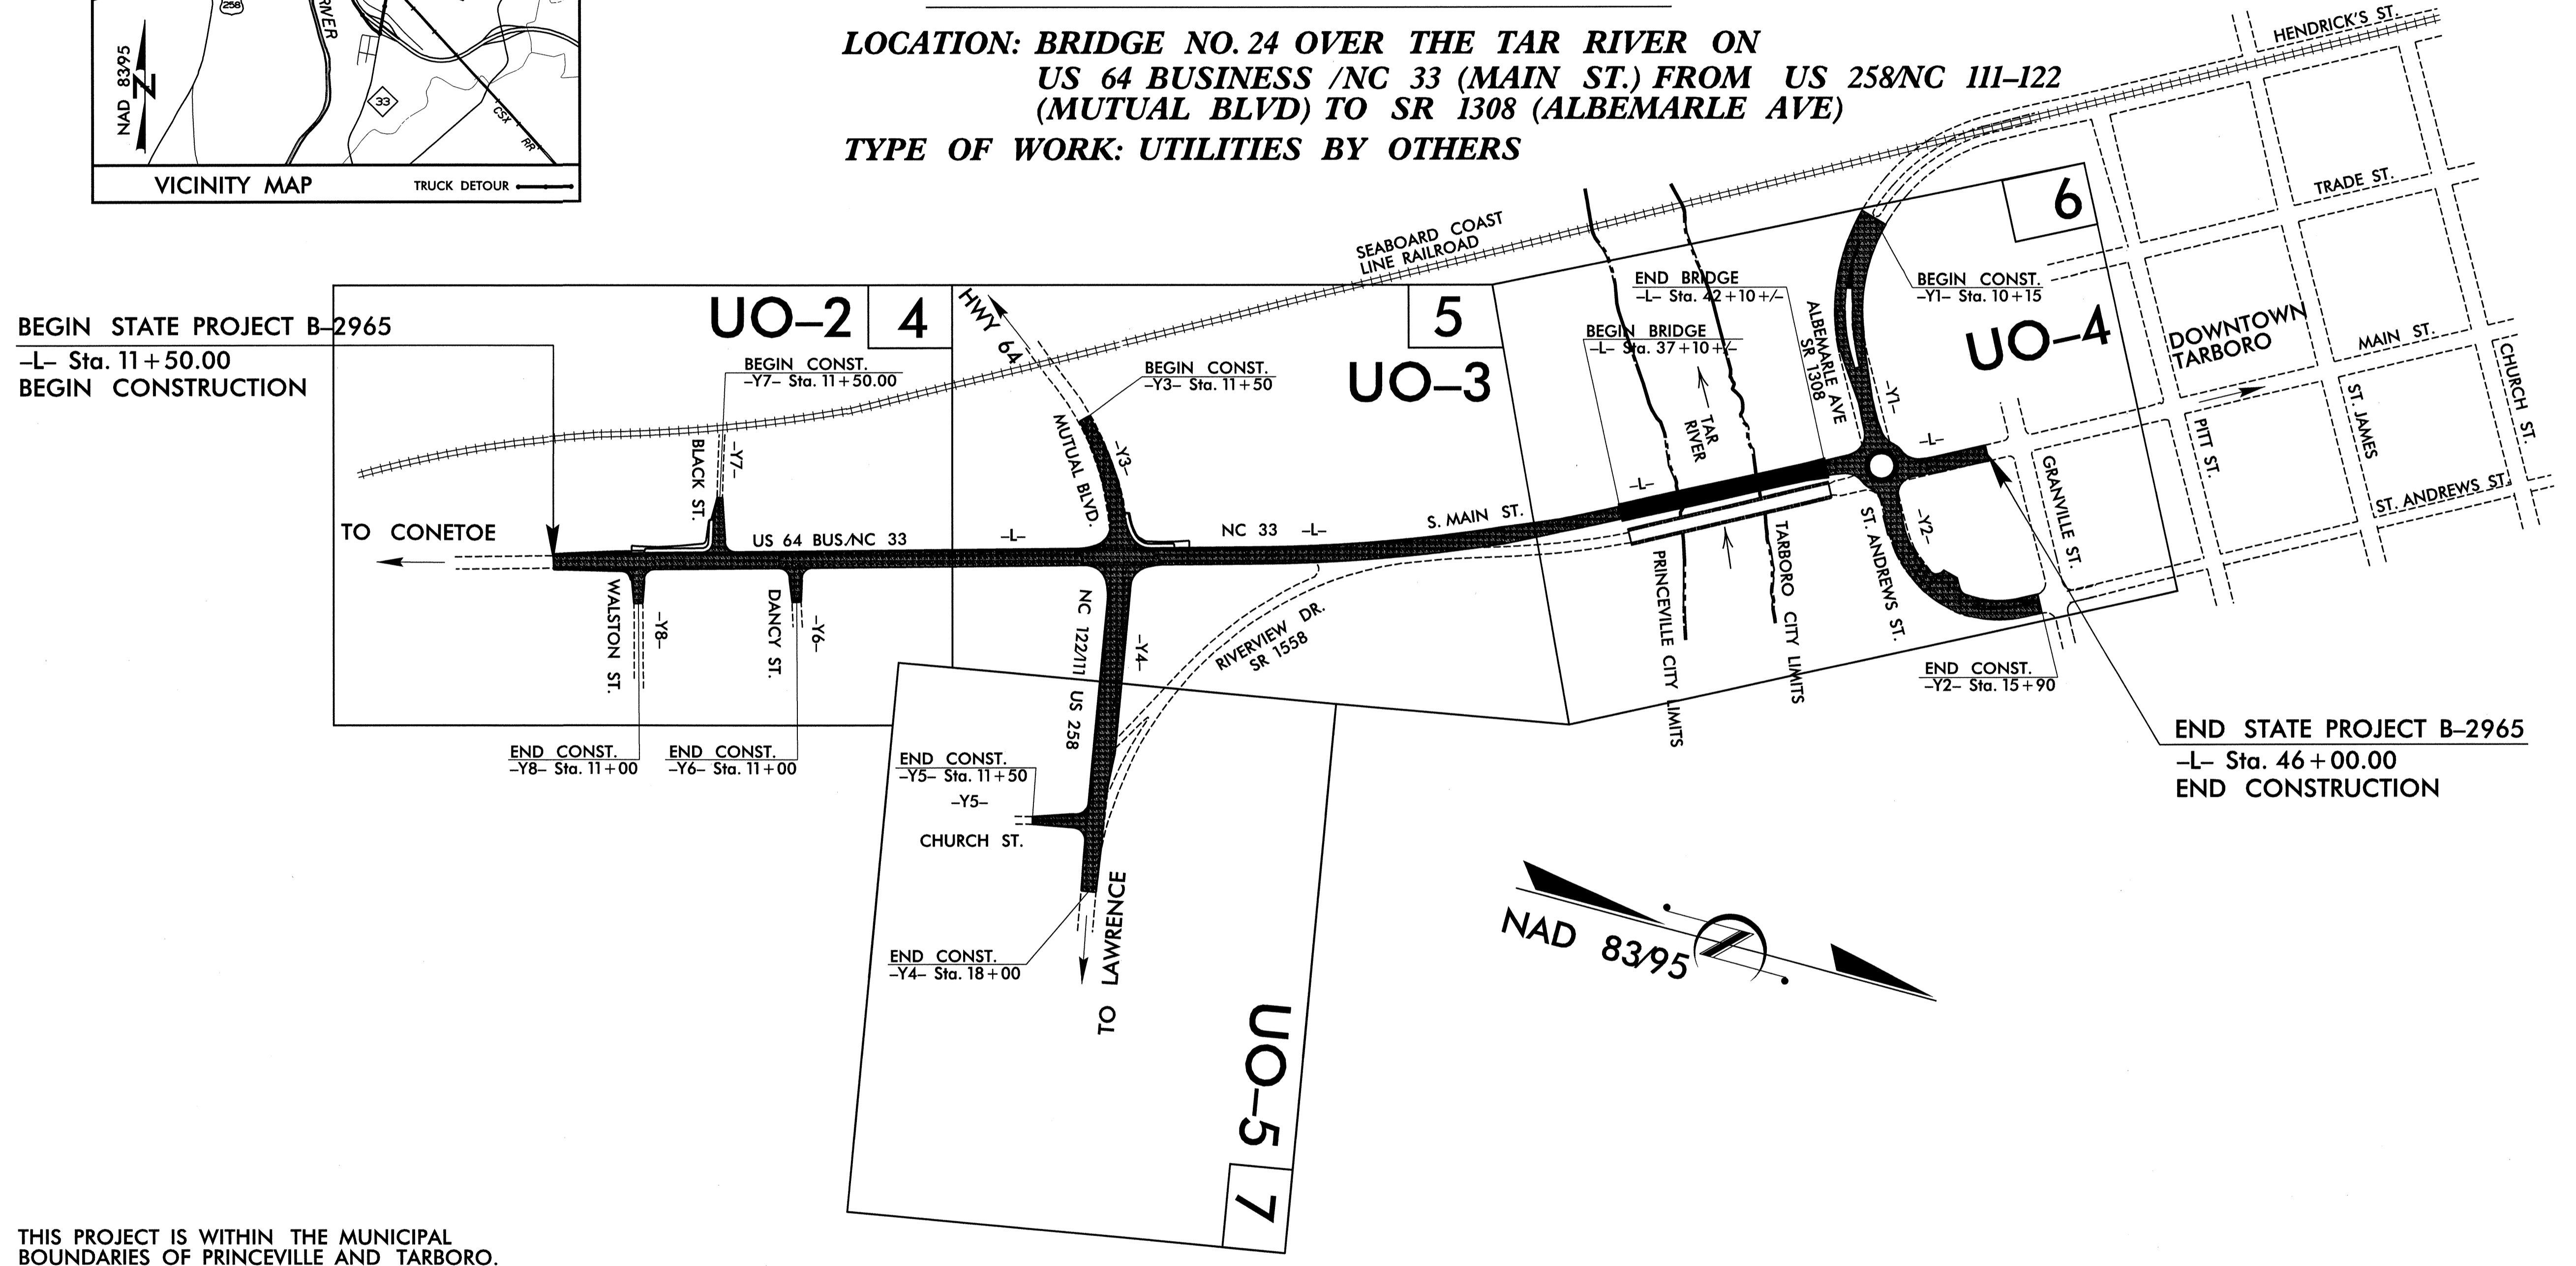 258
RIVER
NAD 83/95
N
33
CSX
RR
VICINITY MAP
TRUCK DETOUR
LOCATION: BRIDGE NO. 24 OVER THE TAR RIVER ON
US 64 BUSINESS /NC 33 (MAIN ST.) FROM US 258/NC 111–122
(MUTUAL BLVD) TO SR 1308 (ALBEMARLE AVE)
TYPE OF WORK: UTILITIES BY OTHERS
HENDRICK'S ST.
TRADE ST.
MAIN ST.
CHURCH ST.
ST. JAMES
PITT ST.
ST. ANDREWS ST.
DOWNTOWN
TARBORO
SEABOARD COAST
LINE RAILROAD
6
UO–4
BEGIN CONST.
–Y1– Sta. 10+15
END BRIDGE
–L– Sta. 42+10+/–
BEGIN BRIDGE
–L– Sta. 37+10+/–
ALBEMARLE AVE
SR 1308
–Y1–
–L–
TAR
RIVER
GRANVILLE ST.
–Y2–
ST. ANDREWS ST.
TARBORO CITY LIMITS
PRINCEVILLE CITY LIMITS
END CONST.
–Y2– Sta. 15+90
END STATE PROJECT B–2965
–L– Sta. 46+00.00
END CONSTRUCTION
BEGIN STATE PROJECT B–2965
–L– Sta. 11+50.00
BEGIN CONSTRUCTION
UO–2
4
BEGIN CONST.
–Y7– Sta. 11+50.00
BLACK ST.
–Y7–
TO CONETOE
US 64 BUS./NC 33
–L–
WALSTON ST.
–Y8–
DANCY ST.
–Y6–
END CONST.
–Y8– Sta. 11+00
END CONST.
–Y6– Sta. 11+00
HWY 64
5
UO–3
BEGIN CONST.
–Y3– Sta. 11+50
MUTUAL BLVD.
–Y3–
NC 33
–L–
S. MAIN ST.
–L–
NC 122/111 US 258
–Y4–
RIVERVIEW DR.
SR 1558
END CONST.
–Y5– Sta. 11+50
–Y5–
CHURCH ST.
END CONST.
–Y4– Sta. 18+00
TO LAWRENCE
UO–5
7
NAD 83/95
THIS PROJECT IS WITHIN THE MUNICIPAL
BOUNDARIES OF PRINCEVILLE AND TARBORO.